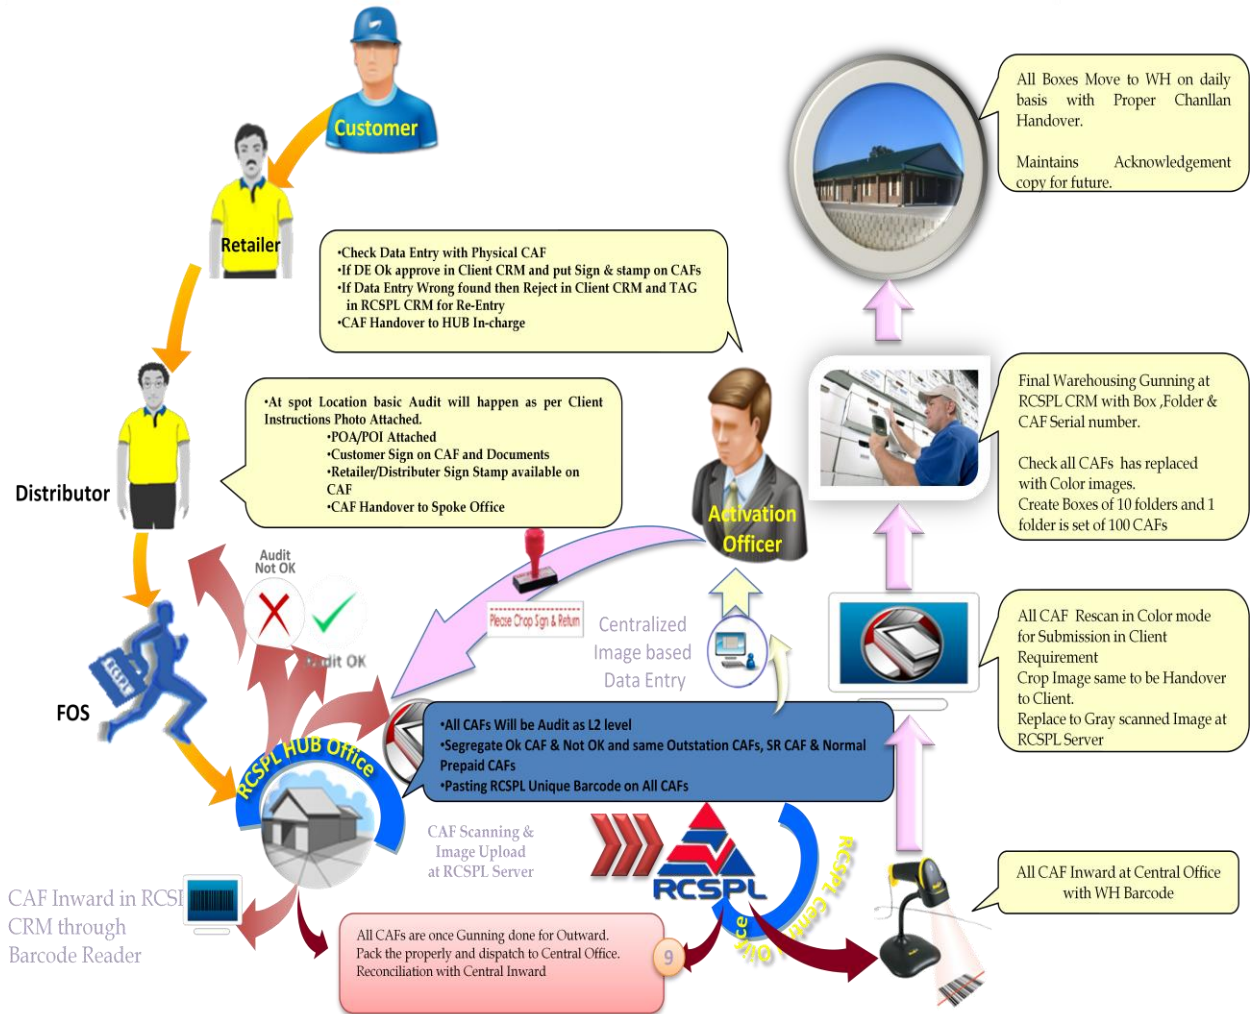 Customer
All Boxes Move to WH on daily
basis with Proper Chanllan
Handover.
Maintains Acknowledgement
copy for future.
Retailer
•Check Data Entry with Physical CAF
•If DE Ok approve in Client CRM and put Sign & stamp on CAFs
•If Data Entry Wrong found then Reject in Client CRM and TAG
in RCSPL CRM for Re-Entry
•CAF Handover to HUB In-charge
Final Warehousing Gunning at
RCSPL CRM with Box ,Folder &
CAF Serial number.
Check all CAFs has replaced
with Color images.
Create Boxes of 10 folders and 1
folder is set of 100 CAFs
•At spot Location basic Audit will happen as per Client
Instructions Photo Attached.
•POA/POI Attached
•Customer Sign on CAF and Documents
•Retailer/Distributer Sign Stamp available on
CAF
•CAF Handover to Spoke Office
Distributor
Activation
Officer
Audit
Not OK
Audit OK
Please Chop Sign & Return
Centralized
Image based
Data Entry
All CAF Rescan in Color mode
for Submission in Client
Requirement
Crop Image same to be Handover
to Client.
Replace to Gray scanned Image at
RCSPL Server
RCSPL
FOS
RCSPL HUB Office
•All CAFs Will be Audit as L2 level
•Segregate Ok CAF & Not OK and same Outstation CAFs, SR CAF & Normal
Prepaid CAFs
•Pasting RCSPL Unique Barcode on All CAFs
CAF Scanning &
Image Upload
at RCSPL Server
RCSPL
RCSPL Central Office
All CAF Inward at Central Office
with WH Barcode
CAF Inward in RCSI
CRM through
Barcode Reader
All CAFs are once Gunning done for Outward.
Pack the properly and dispatch to Central Office.
Reconciliation with Central Inward
9